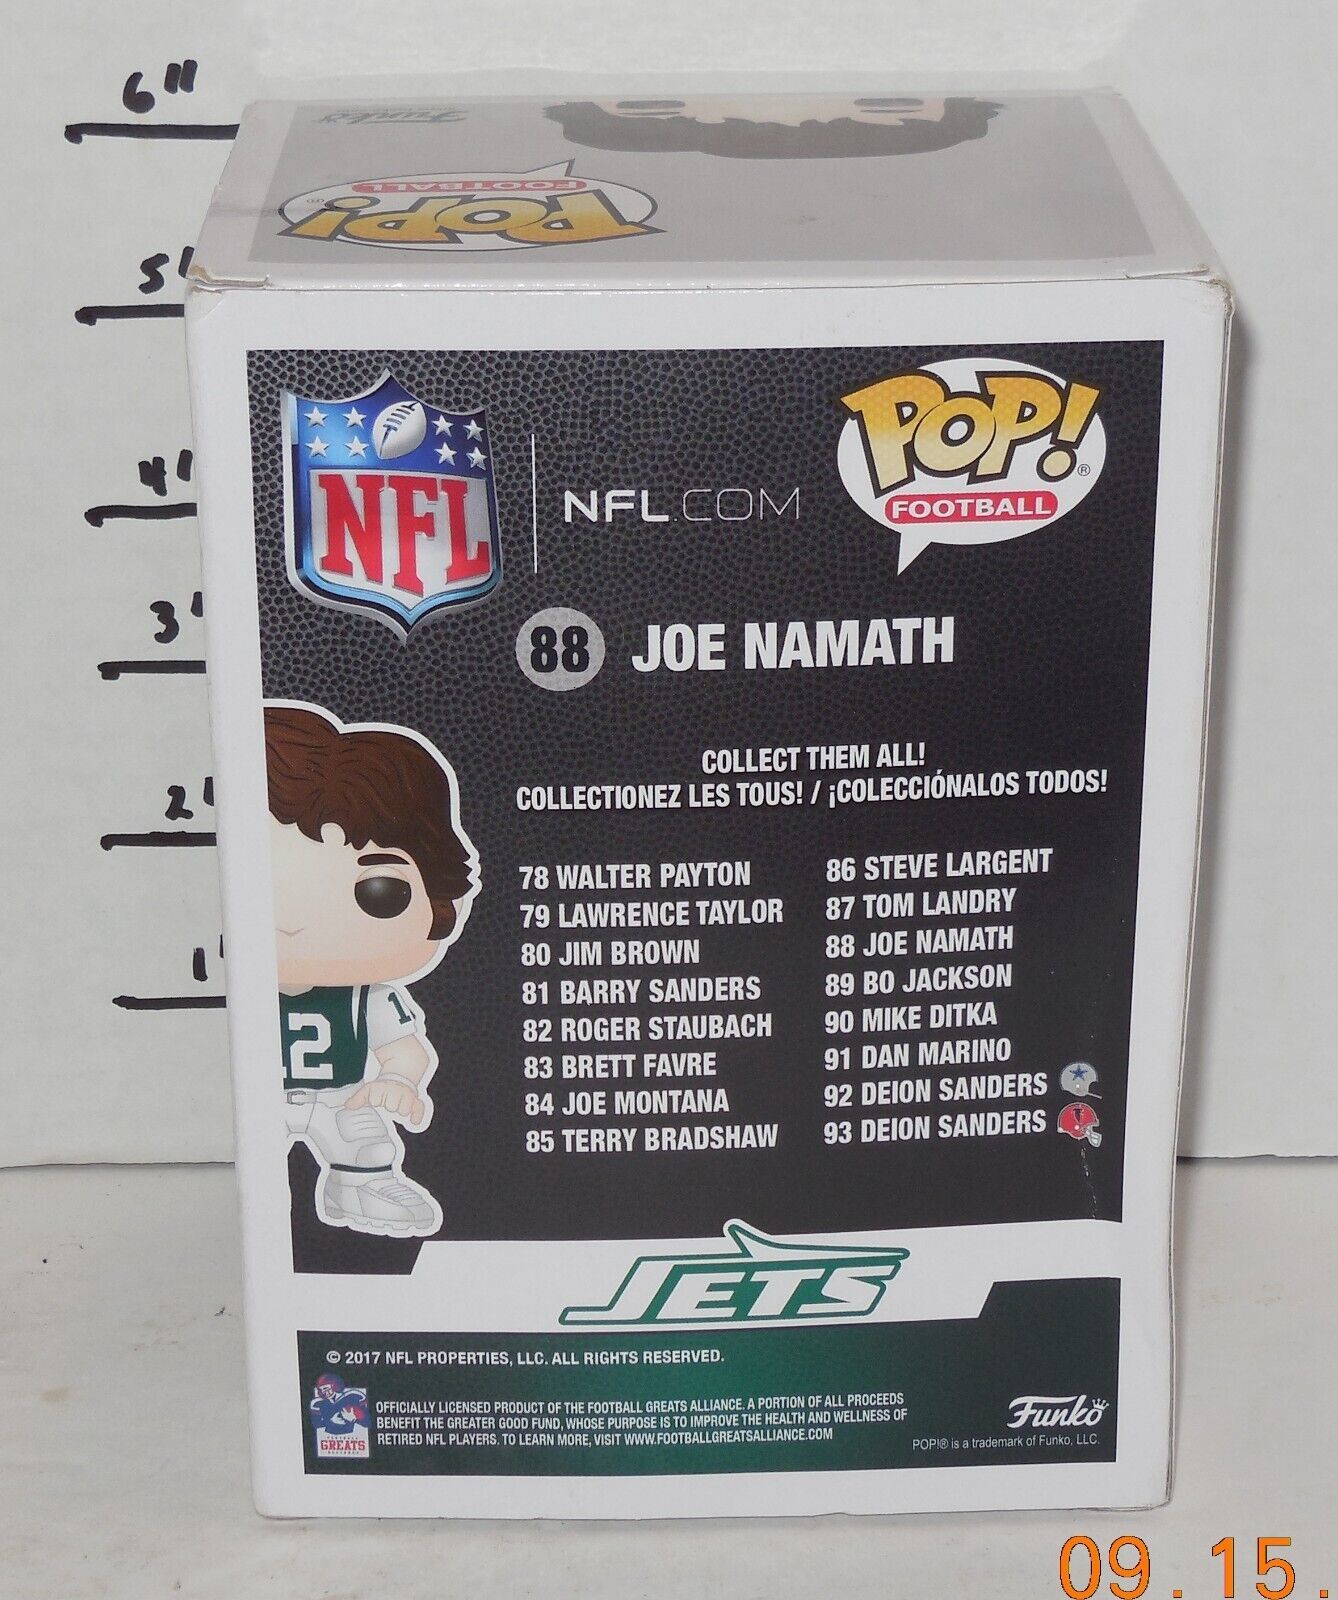 6"
5"
4"
3"
2"
1"
Funko
POP!®
FOOTBALL
NFL
NFL.COM
POP!®
FOOTBALL
88 JOE NAMATH
COLLECT THEM ALL!
COLLECTIONEZ LES TOUS! / ¡COLECCIÓNALOS TODOS!
78 WALTER PAYTON
79 LAWRENCE TAYLOR
80 JIM BROWN
81 BARRY SANDERS
82 ROGER STAUBACH
83 BRETT FAVRE
84 JOE MONTANA
85 TERRY BRADSHAW
86 STEVE LARGENT
87 TOM LANDRY
88 JOE NAMATH
89 BO JACKSON
90 MIKE DITKA
91 DAN MARINO
92 DEION SANDERS
93 DEION SANDERS
1
2
JETS
© 2017 NFL PROPERTIES, LLC. ALL RIGHTS RESERVED.
GREATS
OFFICIALLY LICENSED PRODUCT OF THE FOOTBALL GREATS ALLIANCE. A PORTION OF ALL PROCEEDS
BENEFIT THE GREATER GOOD FUND, WHOSE PURPOSE IS TO IMPROVE THE HEALTH AND WELLNESS OF
RETIRED NFL PLAYERS. TO LEARN MORE, VISIT WWW.FOOTBALLGREATSALLIANCE.COM
Funko
POP!® is a trademark of Funko, LLC.
09.15.